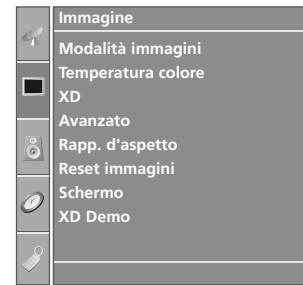 Immagine
Modalità immagini
Temperatura colore
XD
Avanzato
Rapp. d'aspetto
Reset immagini
Schermo
XD Demo